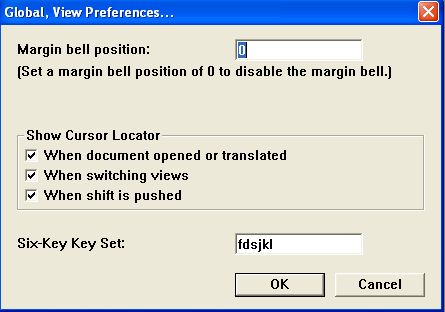 Global, View Preferences...
Margin bell position: 0
(Set a margin bell position of 0 to disable the margin bell.)
Show Cursor Locator
When document opened or translated
When switching views
When shift is pushed
Six-Key Key Set: fdsjkl
OK Cancel